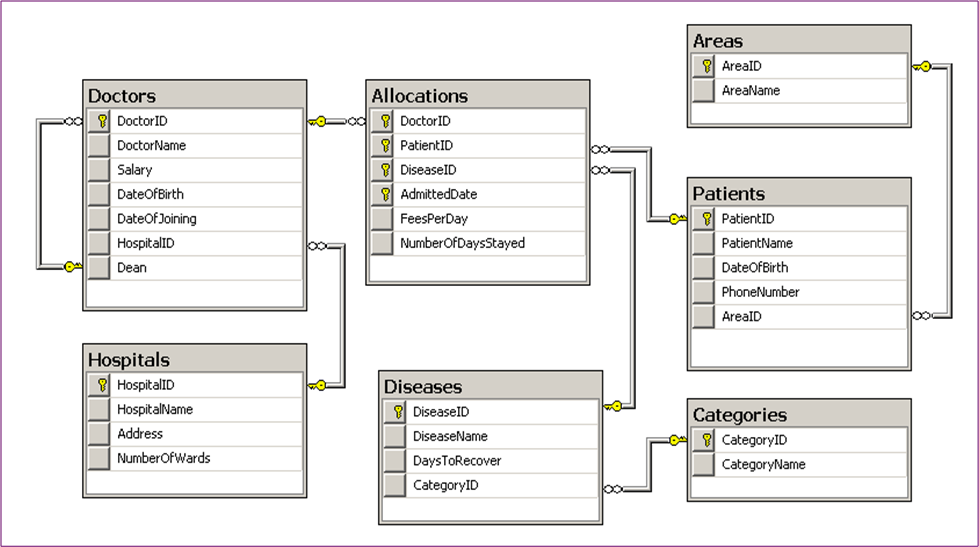 Doctors
DoctorID
DoctorName
Salary
DateOfBirth
DateOfJoining
HospitalID
Dean
Allocations
DoctorID
PatientID
DiseaseID
AdmittedDate
FeesPerDay
NumberOfDaysStayed
Areas
AreaID
AreaName
Patients
PatientID
PatientName
DateOfBirth
PhoneNumber
AreaID
Hospitals
HospitalID
HospitalName
Address
NumberOfWards
Diseases
DiseaseID
DiseaseName
DaysToRecover
CategoryID
Categories
CategoryID
CategoryName